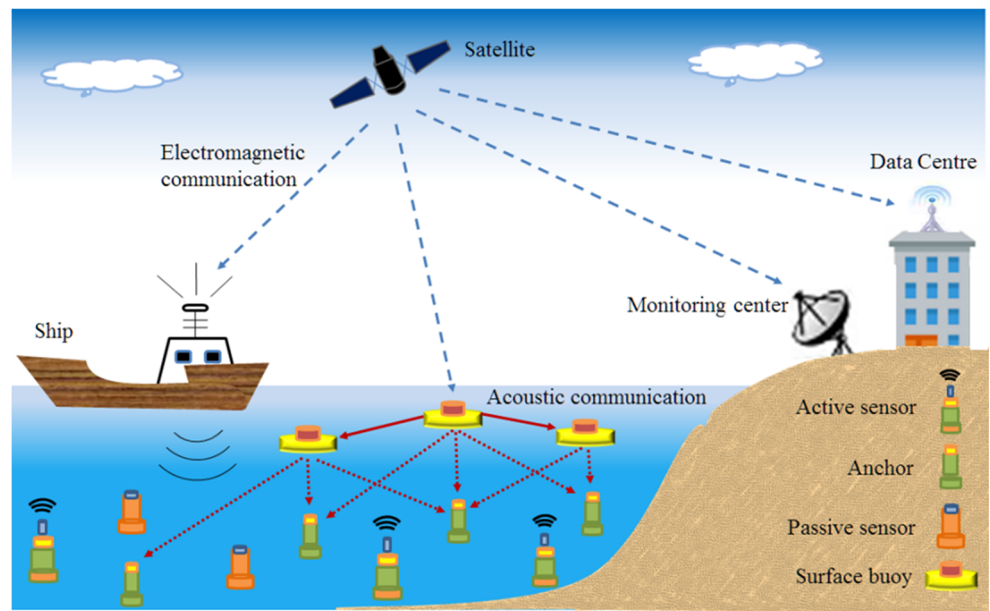 Satellite
Electromagnetic
communication
Data Centre
Monitoring center
Ship
Acoustic communication
Active sensor
Anchor
Passive sensor
Surface buoy